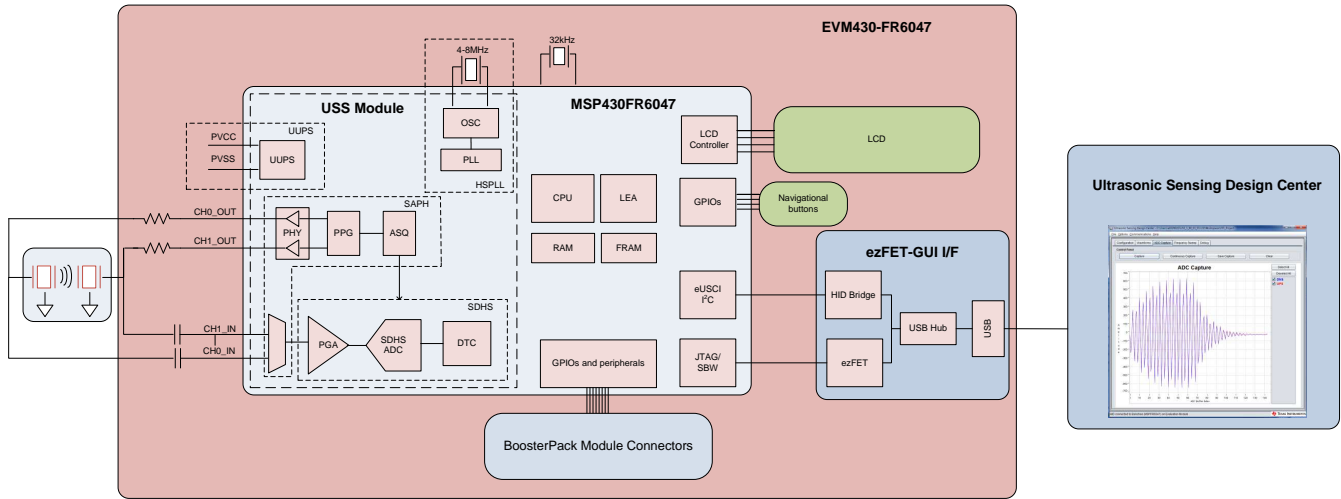 EVM430-FR6047
4-8MHz
32kHz
USS Module
MSP430FR6047
OSC
PLL
HSPLL
UUPS
PVCC
PVSS
UUPS
LCD
Controller
LCD
GPIOs
Navigational
buttons
CPU
LEA
RAM
FRAM
SAPH
CH0_OUT
CH1_OUT
PHY
PPG
ASQ
SDHS
CH1_IN
CH0_IN
PGA
SDHS
ADC
DTC
eUSCI
I²C
GPIOs and peripherals
JTAG/
SBW
ezFET-GUI I/F
HID Bridge
USB Hub
USB
ezFET
BoosterPack Module Connectors
Ultrasonic Sensing Design Center
ADC Capture
Texas Instruments